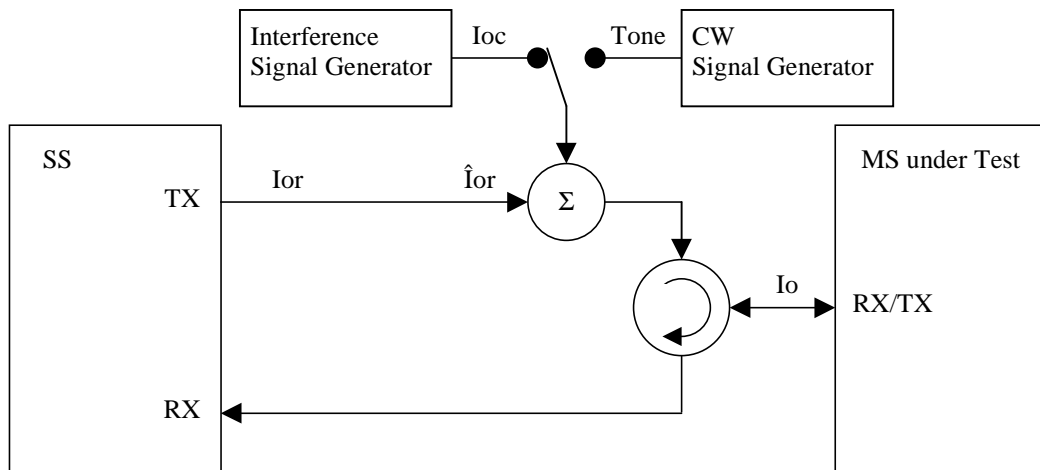 Interference
Signal Generator
Ioc
Tone
CW
Signal Generator
SS
MS under Test
TX
Ior
Îor
Σ
Io
RX/TX
RX